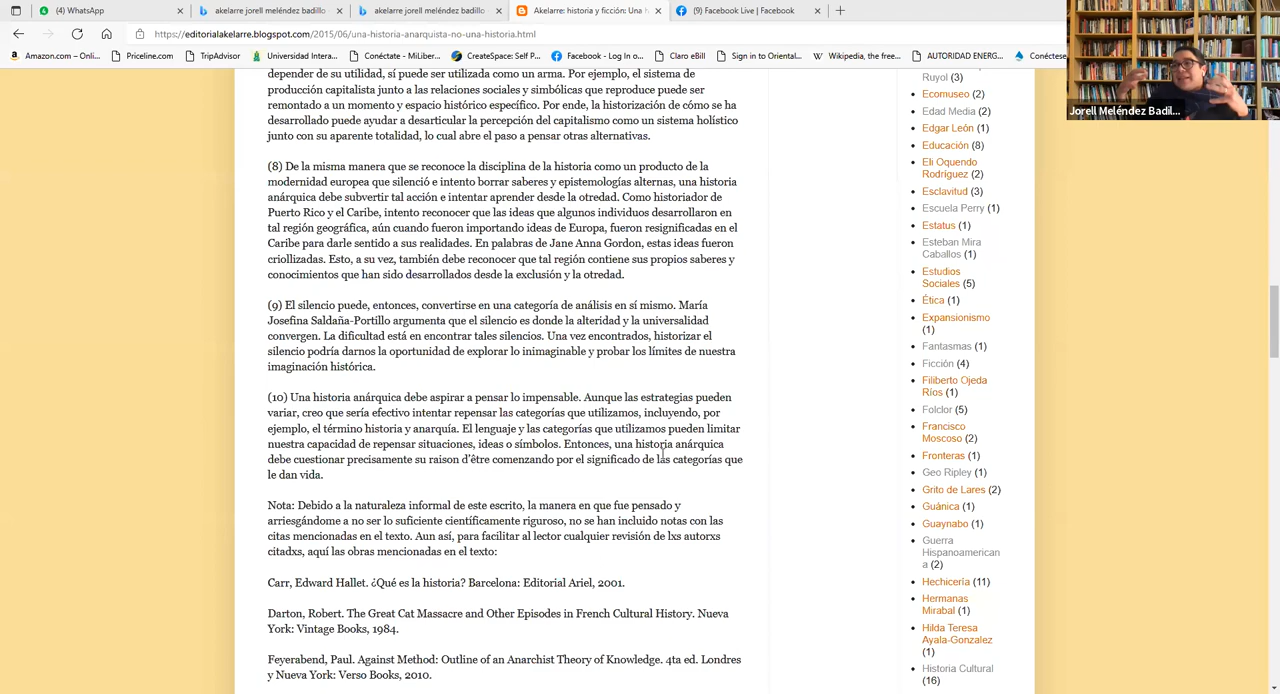 WhatsApp
akelarre jorell meléndez badillo
akelarre jorell meléndez badillo
Akelarre: historia y ficción: Una h
(9) Facebook Live | Facebook
https://editorialakelarre.blogspot.com/2015/06/una-historia-anarquista-no-una-historia.html
Amazon.com – Onli...
Priceline.com
TripAdvisor
Universidad Intera...
Conéctate - MiLiber...
CreateSpace: Self P...
Facebook - Log In o...
Claro eBill
Sign in to Oriental...
Wikipedia, the free...
AUTORIDAD ENERG...
Conéctese
Jorell Meléndez Badil...
depender de su utilidad, sí puede ser utilizada como un arma. Por ejemplo, el sistema de
producción capitalista junto a las relaciones sociales y simbólicas que reproduce puede ser
remontado a un momento y espacio histórico específico. Por ende, la historización de cómo se ha
desarrollado puede ayudar a desarticular la percepción del capitalismo como un sistema holístico
junto con su aparente totalidad, lo cual abre el paso a pensar otras alternativas.
(8) De la misma manera que se reconoce la disciplina de la historia como un producto de la
modernidad europea que silenció e intento borrar saberes y epistemologías alternas, una historia
anárquica debe subvertir tal acción e intentar aprender desde la otredad. Como historiador de
Puerto Rico y el Caribe, intento reconocer que las ideas que algunos individuos desarrollaron en
tal región geográfica, aún cuando fueron importando ideas de Europa, fueron resignificadas en el
Caribe para darle sentido a sus realidades. En palabras de Jane Anna Gordon, estas ideas fueron
criollizadas. Esto, a su vez, también debe reconocer que tal región contiene sus propios saberes y
conocimientos que han sido desarrollados desde la exclusión y la otredad.
(9) El silencio puede, entonces, convertirse en una categoría de análisis en sí mismo. María
Josefina Saldaña-Portillo argumenta que el silencio es donde la alteridad y la universalidad
convergen. La dificultad está en encontrar tales silencios. Una vez encontrados, historizar el
silencio podría darnos la oportunidad de explorar lo inimaginable y probar los límites de nuestra
imaginación histórica.
(10) Una historia anárquica debe aspirar a pensar lo impensable. Aunque las estrategias pueden
variar, creo que sería efectivo intentar repensar las categorías que utilizamos, incluyendo, por
ejemplo, el término historia y anarquía. El lenguaje y las categorías que utilizamos pueden limitar
nuestra capacidad de repensar situaciones, ideas o símbolos. Entonces, una historia anárquica
debe cuestionar precisamente su raison d'être comenzando por el significado de las categorías que
le dan vida.
Nota: Debido a la naturaleza informal de este escrito, la manera en que fue pensado y
arriesgándome a no ser lo suficiente científicamente riguroso, no se han incluido notas con las
citas mencionadas en el texto. Aun así, para facilitar al lector cualquier revisión de lxs autorxs
citadxs, aquí las obras mencionadas en el texto:
Carr, Edward Hallet. ¿Qué es la historia? Barcelona: Editorial Ariel, 2001.
Darton, Robert. The Great Cat Massacre and Other Episodes in French Cultural History. Nueva
York: Vintage Books, 1984.
Feyerabend, Paul. Against Method: Outline of an Anarchist Theory of Knowledge. 4ta ed. Londres
y Nueva York: Verso Books, 2010.
Ruyol (3)
Ecomuseo (2)
Edad Media (2)
Edgar León (1)
Educación (8)
Eli Oquendo
Rodríguez (2)
Esclavitud (3)
Escuela Perry (1)
Estatus (1)
Esteban Mira
Caballos (1)
Estudios
Sociales (5)
Ética (1)
Expansionismo
(1)
Fantasmas (1)
Ficción (4)
Filiberto Ojeda
Ríos (1)
Folclor (5)
Francisco
Moscoso (2)
Fronteras (1)
Geo Ripley (1)
Grito de Lares (2)
Guánica (1)
Guaynabo (1)
Guerra
Hispanoamerican
a (2)
Hechicería (11)
Hermanas
Mirabal (1)
Hilda Teresa
Ayala-Gonzalez
(1)
Historia Cultural
(16)